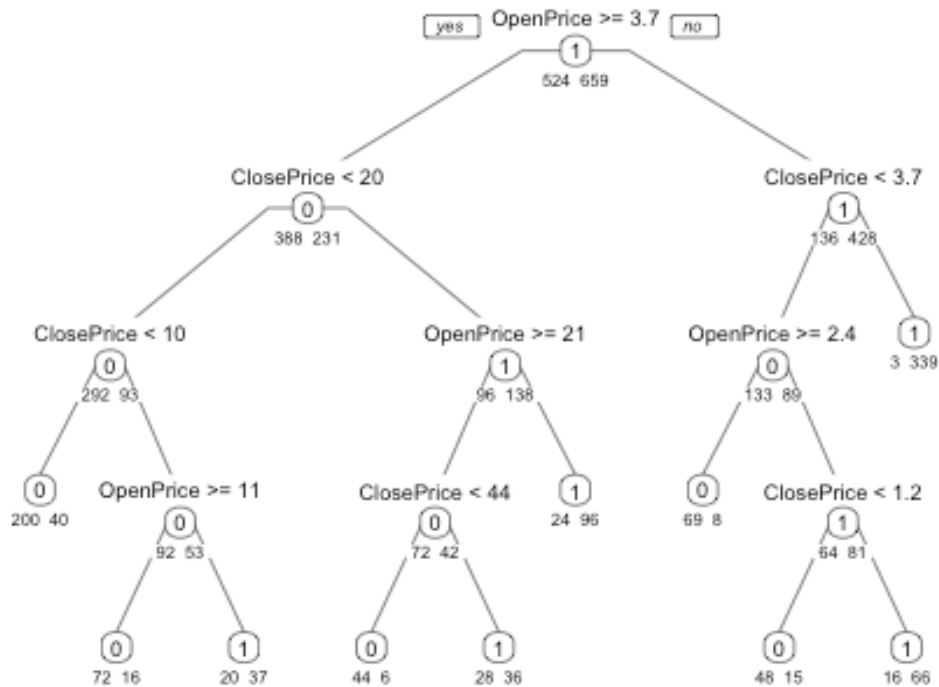 yes OpenPrice >= 3.7 no
1
524 659
ClosePrice < 20 ClosePrice < 3.7
0 1
388 231 136 428
ClosePrice < 10 OpenPrice >= 21 OpenPrice >= 2.4 1
0 1 0 3 339
292 93 96 138 133 89
0 OpenPrice >= 11 ClosePrice < 44 1 0 ClosePrice < 1.2
200 40 0 0 24 96 69 8 1
92 53 72 42 64 81
0 1 0 1 0 1
72 16 20 37 44 6 28 36 48 15 16 66